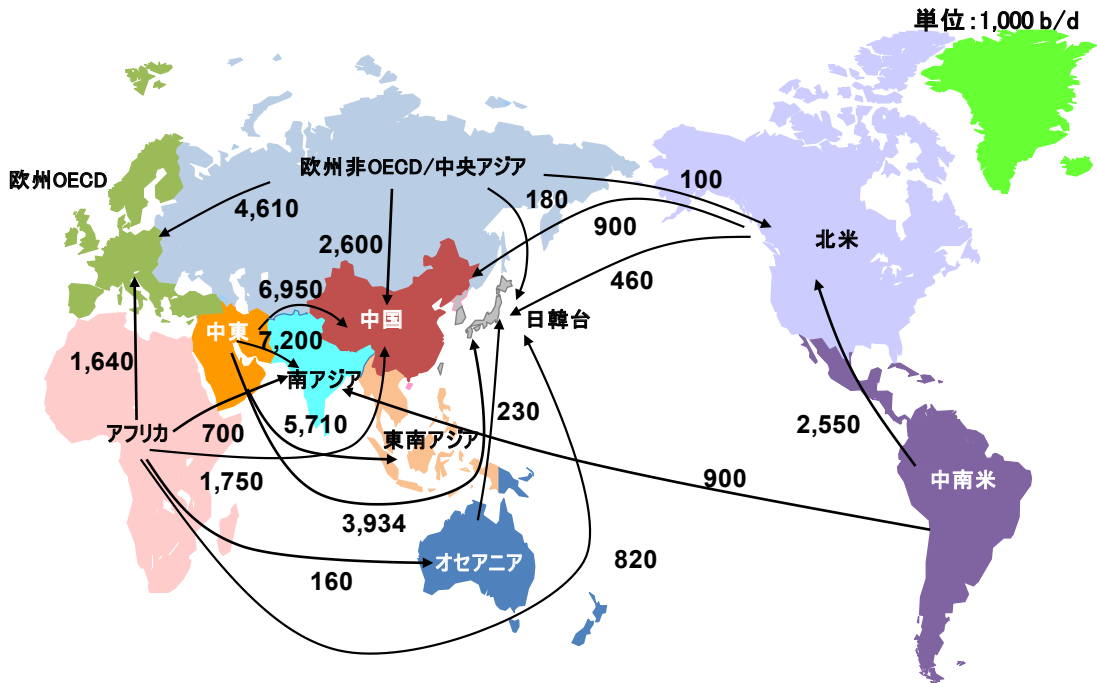 単位:1,000 b/d
欧州OECD
欧州非OECD/中央アジア
4,610
180
100
2,600
900
北米
6,950
460
中東
中国
日韓台
7,200
1,640
南アジア
アフリカ
700
5,710
230
東南アジア
2,550
1,750
900
中南米
3,934
オセアニア
160
820